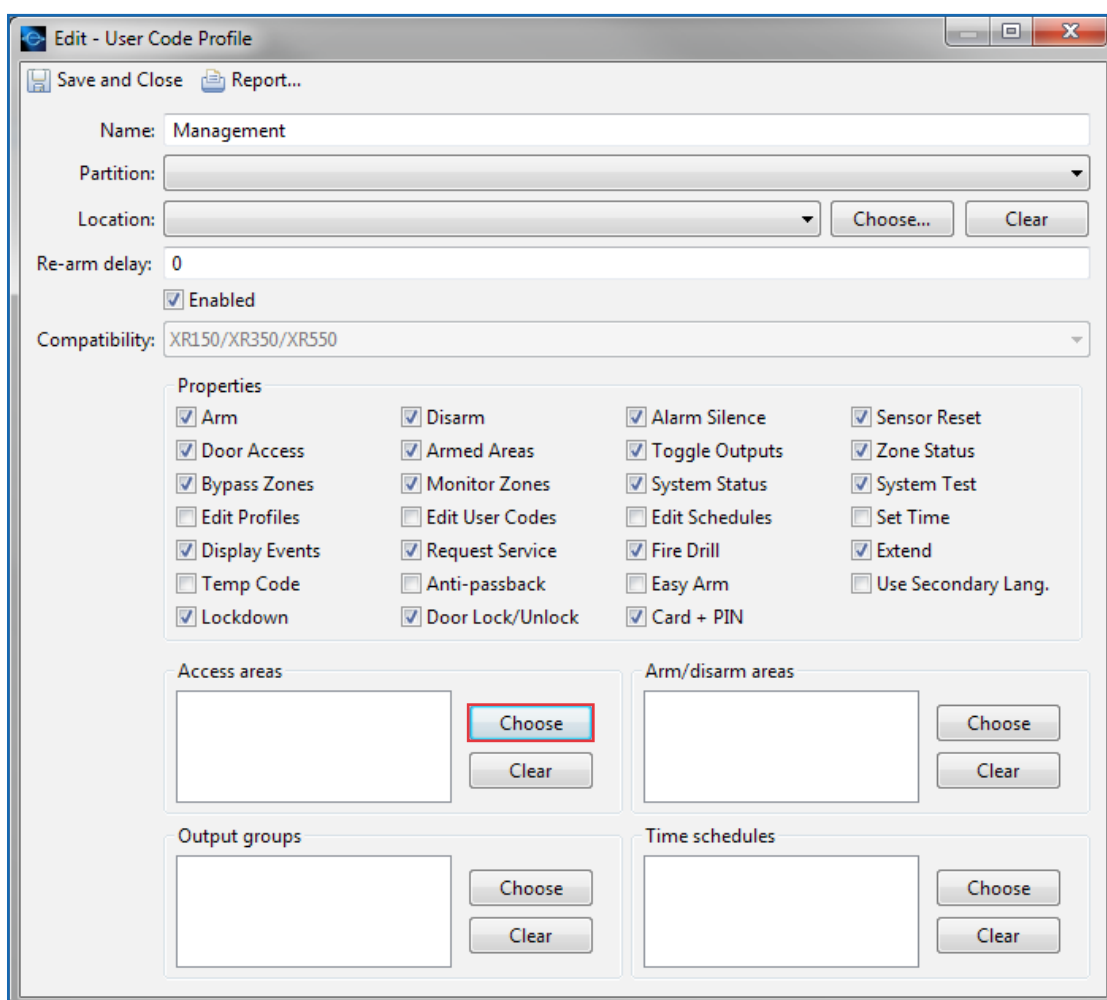 Edit - User Code Profile
Save and Close Report...
Name: Management
Partition:
Location: Choose... Clear
Re-arm delay: 0
Enabled
Compatibility: XR150/XR350/XR550
Properties
Arm Disarm Alarm Silence Sensor Reset
Door Access Armed Areas Toggle Outputs Zone Status
Bypass Zones Monitor Zones System Status System Test
Edit Profiles Edit User Codes Edit Schedules Set Time
Display Events Request Service Fire Drill Extend
Temp Code Anti-passback Easy Arm Use Secondary Lang.
Lockdown Door Lock/Unlock Card + PIN
Access areas Arm/disarm areas
Choose Choose
Clear Clear
Output groups Time schedules
Choose Choose
Clear Clear